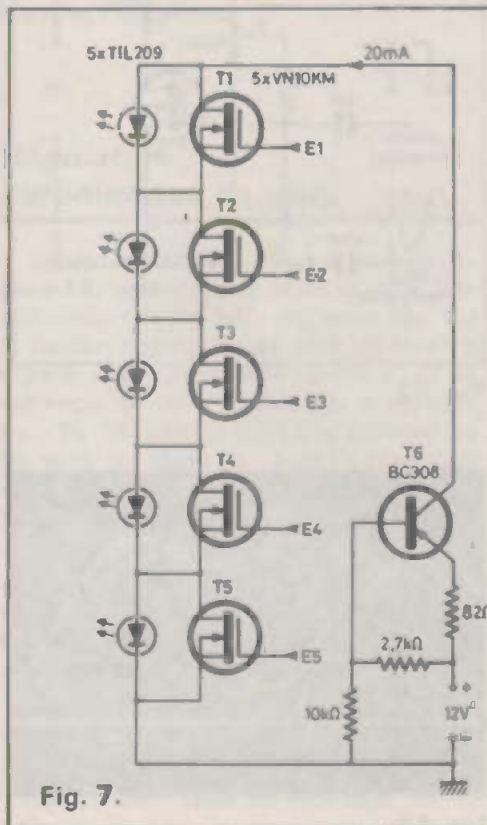 5xTIL209
20mA
T1
5xVN10KM
E1
T2
E2
T3
E3
T4
E4
T6
BC308
T5
E5
82Ω
2,7kΩ
10kΩ
12V
Fig. 7.